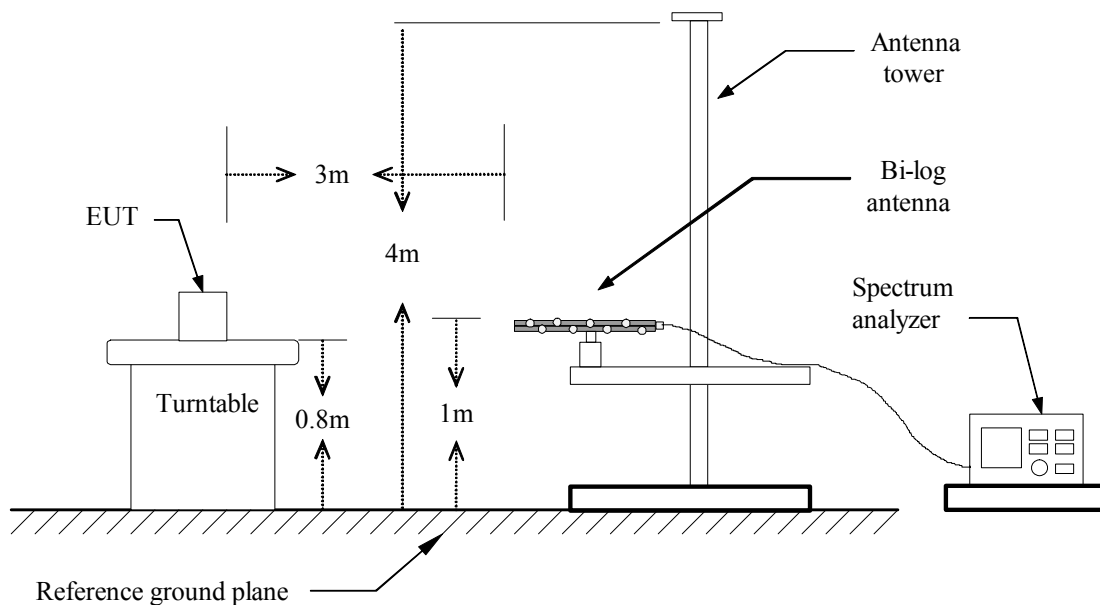 Antenna
tower
3m
Bi-log
antenna
EUT
4m
Spectrum
analyzer
Turntable
0.8m
1m
Reference ground plane